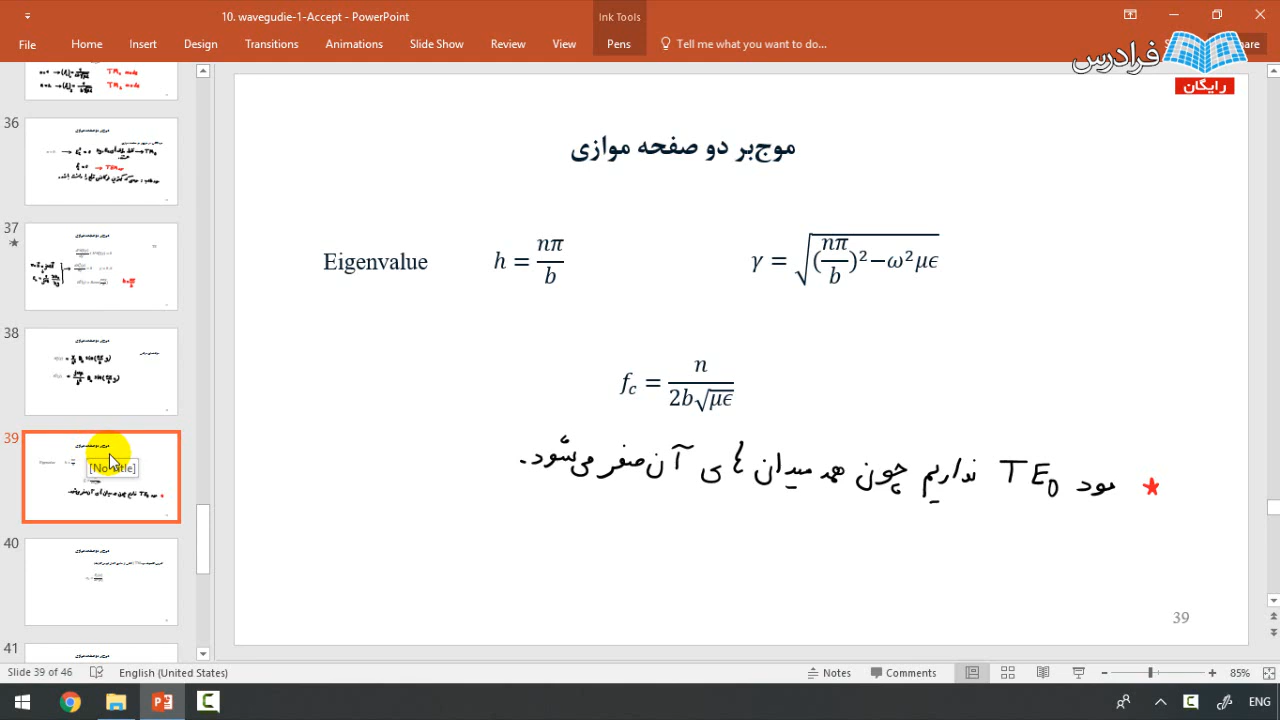 10. wavegudie-1-Accept - PowerPoint
Ink Tools
File Home Insert Design Transitions Animations Slide Show Review View Pens Tell me what you want to do...
فرادرس
رایگان
36
37
38
39
[No Title]
40
41
موج‌بر دو صفحه موازی
Eigenvalue h = nπ/b γ = √((nπ/b)²−ω²μϵ)
f_c = n/(2b√μϵ)
★ مود TE₀ نداریم چون همه میدان های آن صفر می‌شود.
39
Slide 39 of 46 English (United States) Notes Comments 85%
ENG